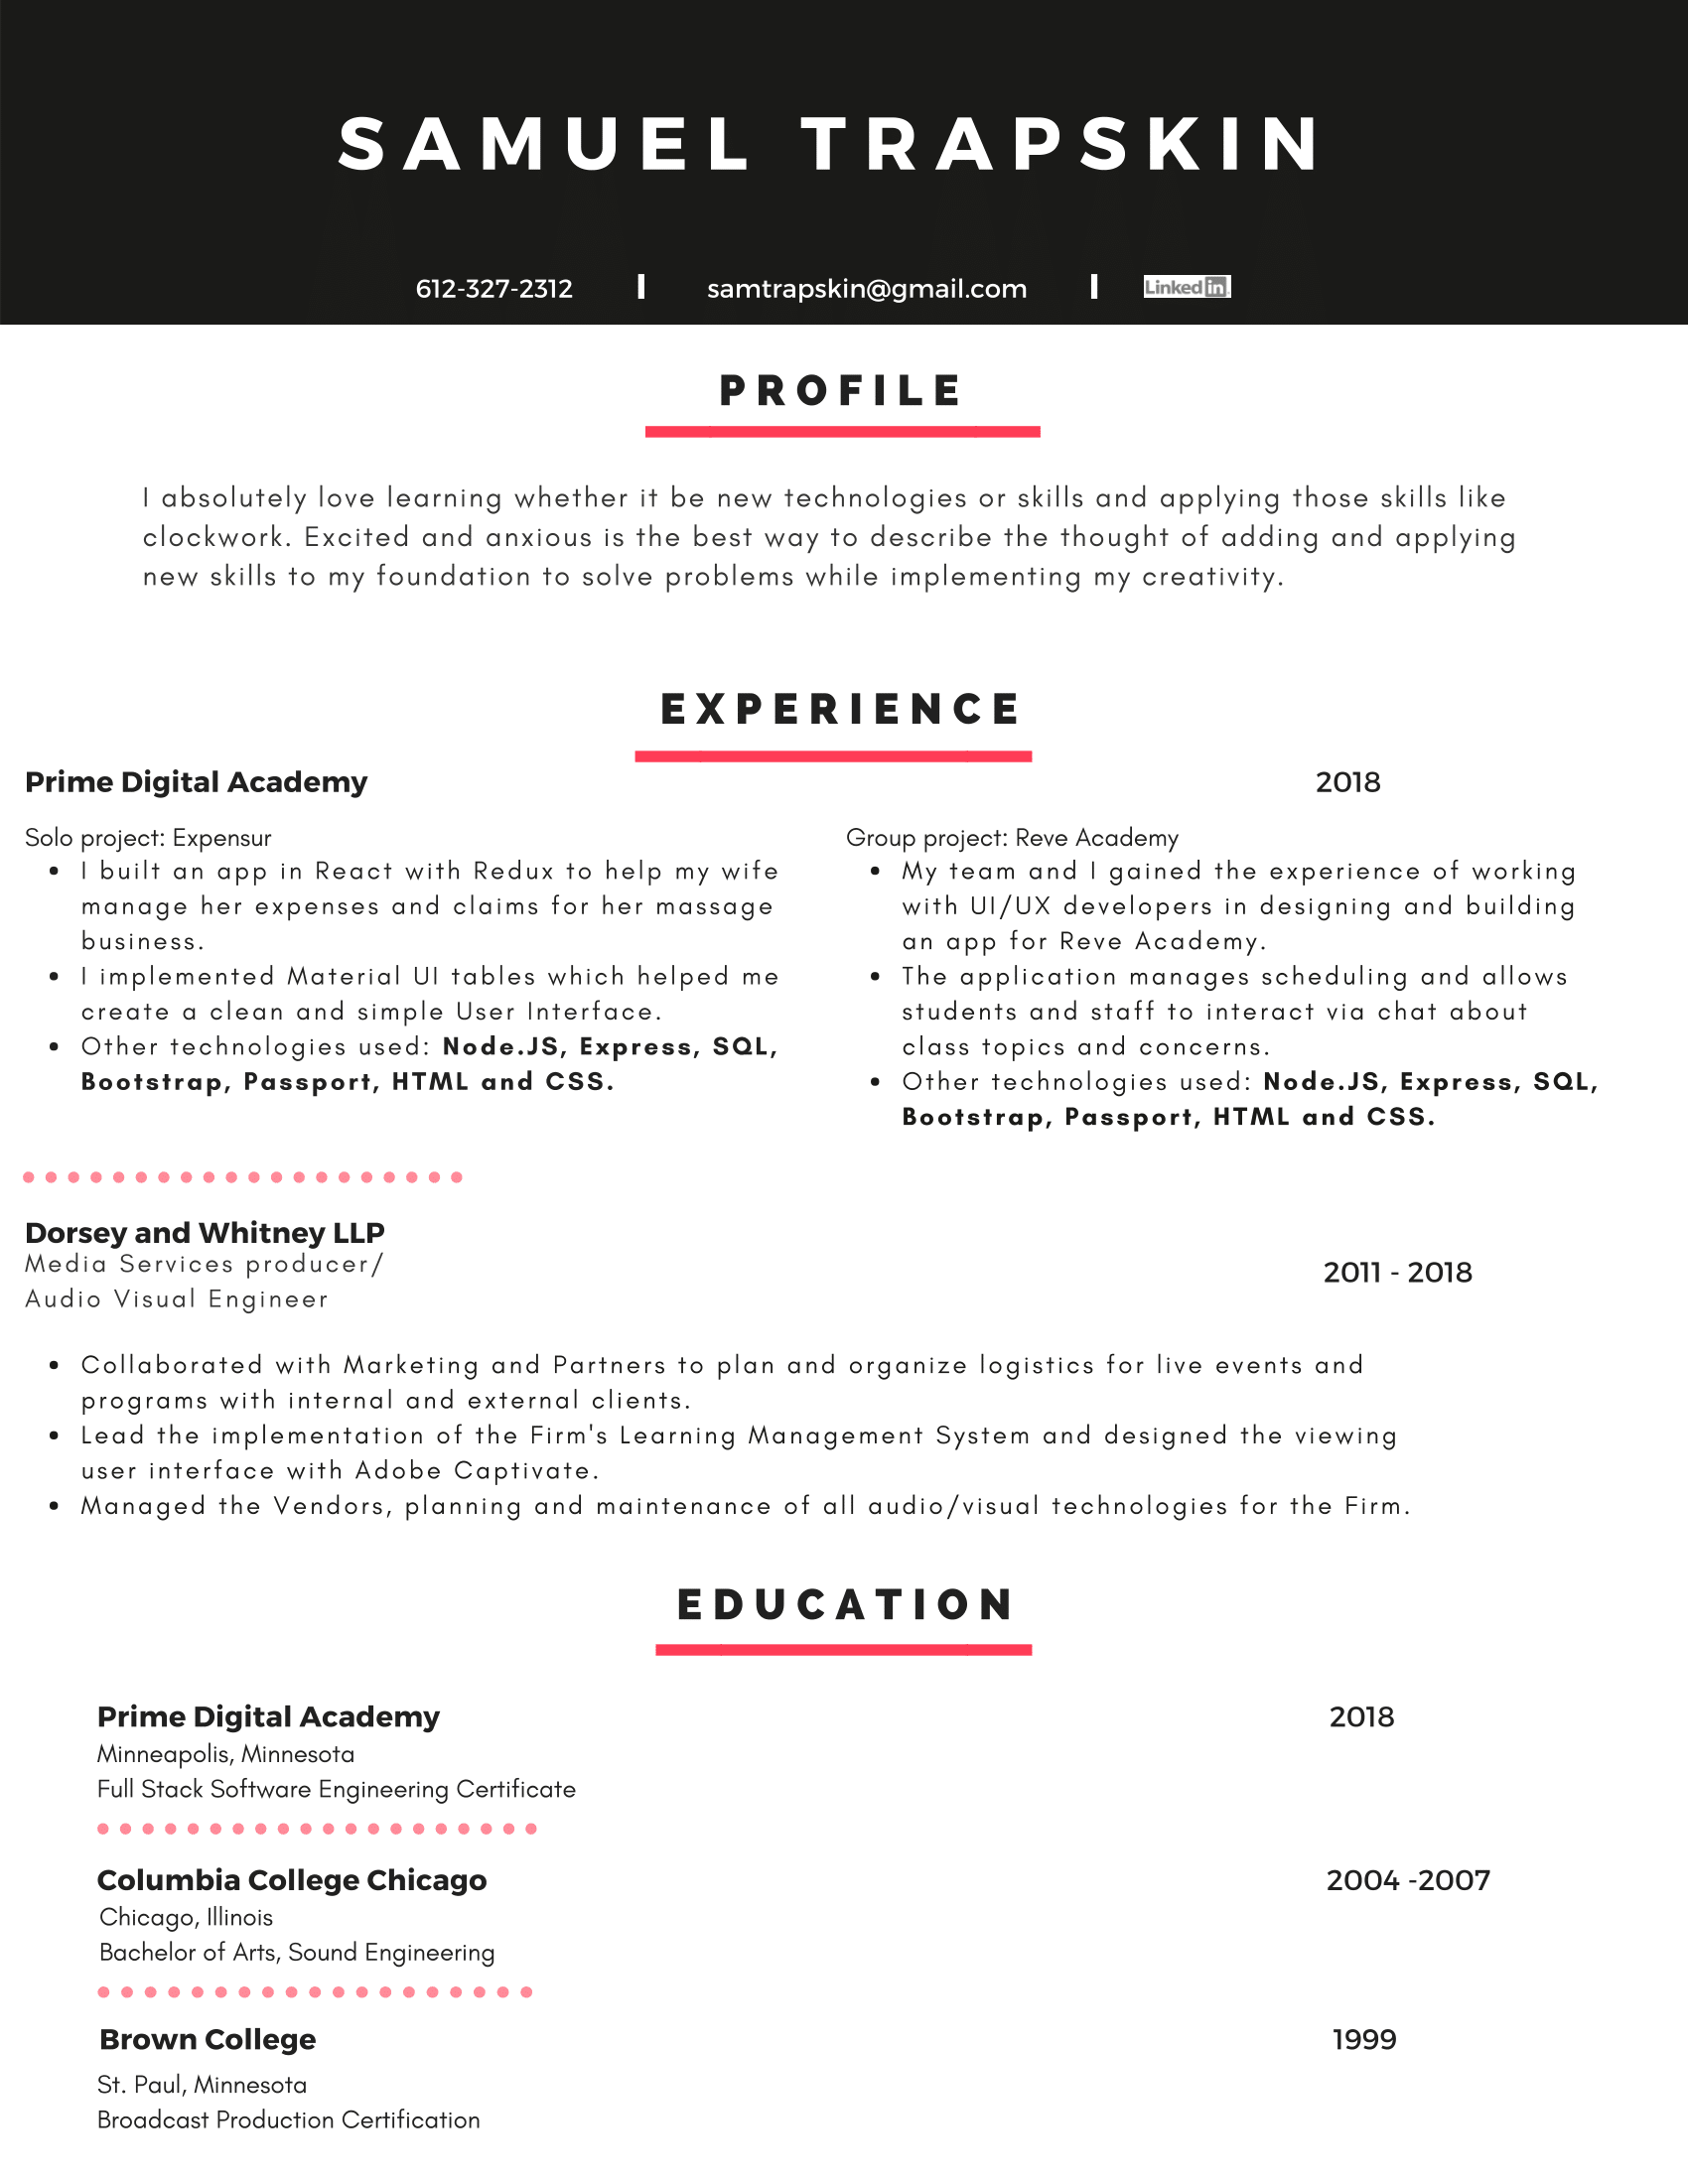 SAMUEL TRAPSKIN
612-327-2312 | samtrapskin@gmail.com | Linked in
PROFILE
I absolutely love learning whether it be new technologies or skills and applying those skills like
clockwork. Excited and anxious is the best way to describe the thought of adding and applying
new skills to my foundation to solve problems while implementing my creativity.
EXPERIENCE
Prime Digital Academy 2018
Solo project: Expensur
• I built an app in React with Redux to help my wife
manage her expenses and claims for her massage
business.
• I implemented Material UI tables which helped me
create a clean and simple User Interface.
• Other technologies used: Node.JS, Express, SQL,
Bootstrap, Passport, HTML and CSS.
Group project: Reve Academy
• My team and I gained the experience of working
with UI/UX developers in designing and building
an app for Reve Academy.
• The application manages scheduling and allows
students and staff to interact via chat about
class topics and concerns.
• Other technologies used: Node.JS, Express, SQL,
Bootstrap, Passport, HTML and CSS.
Dorsey and Whitney LLP
Media Services producer/
Audio Visual Engineer
2011 - 2018
• Collaborated with Marketing and Partners to plan and organize logistics for live events and
programs with internal and external clients.
• Lead the implementation of the Firm's Learning Management System and designed the viewing
user interface with Adobe Captivate.
• Managed the Vendors, planning and maintenance of all audio/visual technologies for the Firm.
EDUCATION
Prime Digital Academy 2018
Minneapolis, Minnesota
Full Stack Software Engineering Certificate
Columbia College Chicago 2004 -2007
Chicago, Illinois
Bachelor of Arts, Sound Engineering
Brown College 1999
St. Paul, Minnesota
Broadcast Production Certification